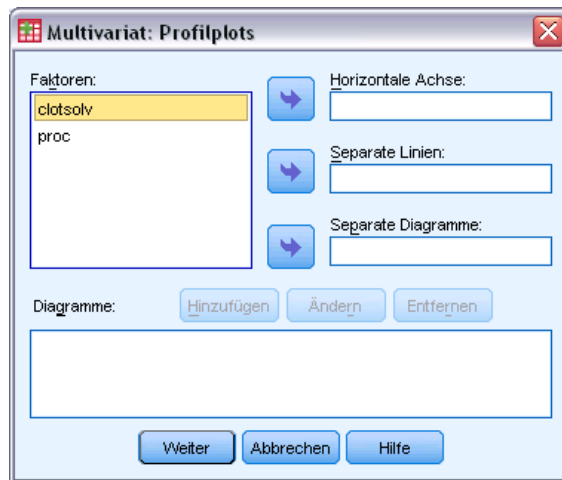 Multivariat: Profilplots
Faktoren:
clotsolv
proc
Horizontale Achse:
Separate Linien:
Separate Diagramme:
Diagramme:
Hinzufügen
Ändern
Entfernen
Weiter
Abbrechen
Hilfe